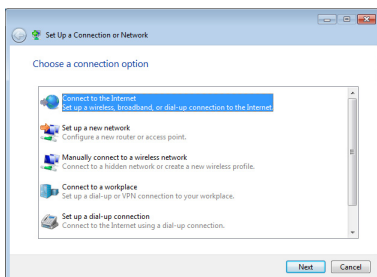 Set Up a Connection or Network
Choose a connection option
Connect to the Internet
Set up a wireless, broadband, or dial-up connection to the Internet.
Set up a new network
Configure a new router or access point.
Manually connect to a wireless network
Connect to a hidden network or create a new wireless profile.
Connect to a workplace
Set up a dial-up or VPN connection to your workplace.
Set up a dial-up connection
Connect to the Internet using a dial-up connection.
Next
Cancel